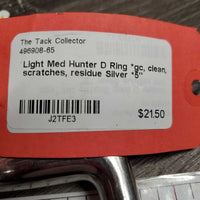 The Tack Collector
496908-65
Light Med Hunter D Ring *gc, clean,
scratches, residue Silver *5"
J2TFE3
$21.50